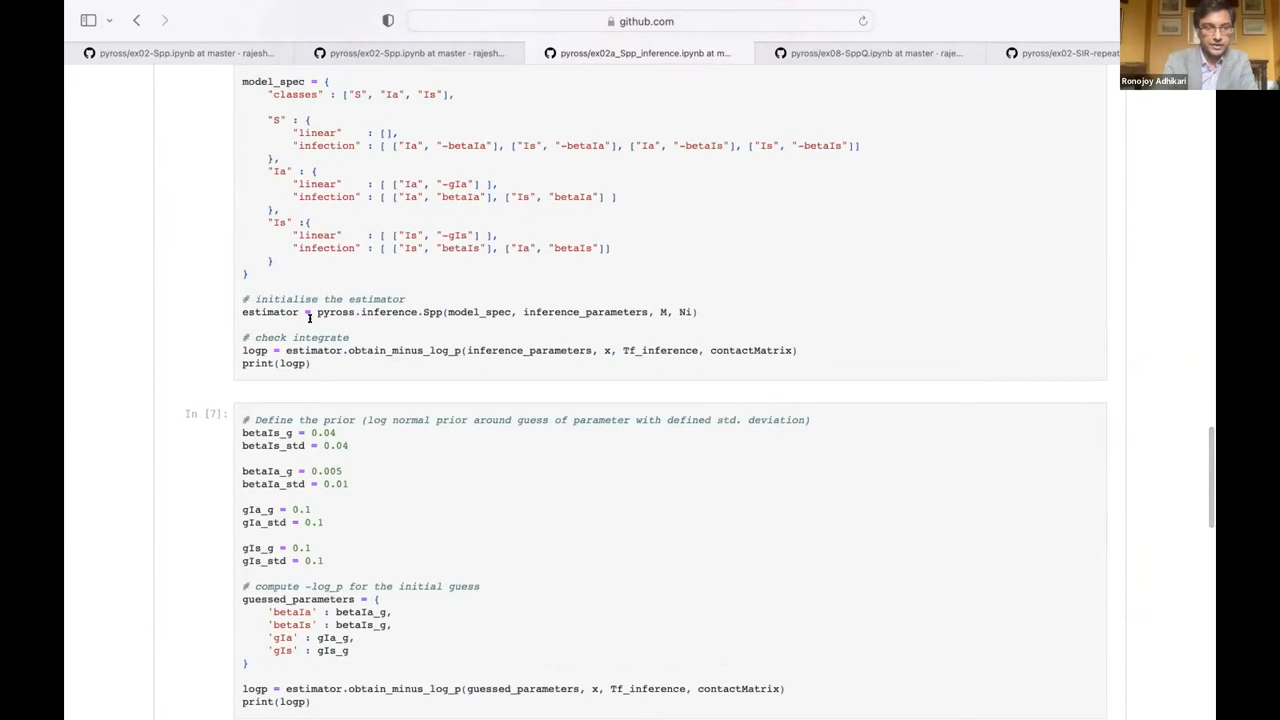 github.com
pyross/ex02-Spp.ipynb at master · rajesh...
pyross/ex02-Spp.ipynb at master · rajesh...
pyross/ex02a_Spp_inference.ipynb at m...
pyross/ex08-SppQ.ipynb at master · raje...
pyross/ex02-SIR-repeat
Ronojoy Adhikari
model_spec = {
"classes" : ["S", "Ia", "Is"],
"S" : {
"linear" : [],
"infection" : [ ["Ia", "-betaIa"], ["Is", "-betaIa"], ["Ia", "-betaIs"], ["Is", "-betaIs"]]
},
"Ia" : {
"linear" : [ ["Ia", "-gIa"] ],
"infection" : [ ["Ia", "betaIa"], ["Is", "betaIa"] ]
},
"Is" :{
"linear" : [ ["Is", "-gIs"] ],
"infection" : [ ["Is", "betaIs"], ["Ia", "betaIs"]]
}
}
# initialise the estimator
estimator = pyross.inference.Spp(model_spec, inference_parameters, M, Ni)
# check integrate
logp = estimator.obtain_minus_log_p(inference_parameters, x, Tf_inference, contactMatrix)
print(logp)
In [7]:
# Define the prior (log normal prior around guess of parameter with defined std. deviation)
betaIs_g = 0.04
betaIs_std = 0.04
betaIa_g = 0.005
betaIa_std = 0.01
gIa_g = 0.1
gIa_std = 0.1
gIs_g = 0.1
gIs_std = 0.1
# compute -log_p for the initial guess
guessed_parameters = {
'betaIa' : betaIa_g,
'betaIs' : betaIs_g,
'gIa' : gIa_g,
'gIs' : gIs_g
}
logp = estimator.obtain_minus_log_p(guessed_parameters, x, Tf_inference, contactMatrix)
print(logp)